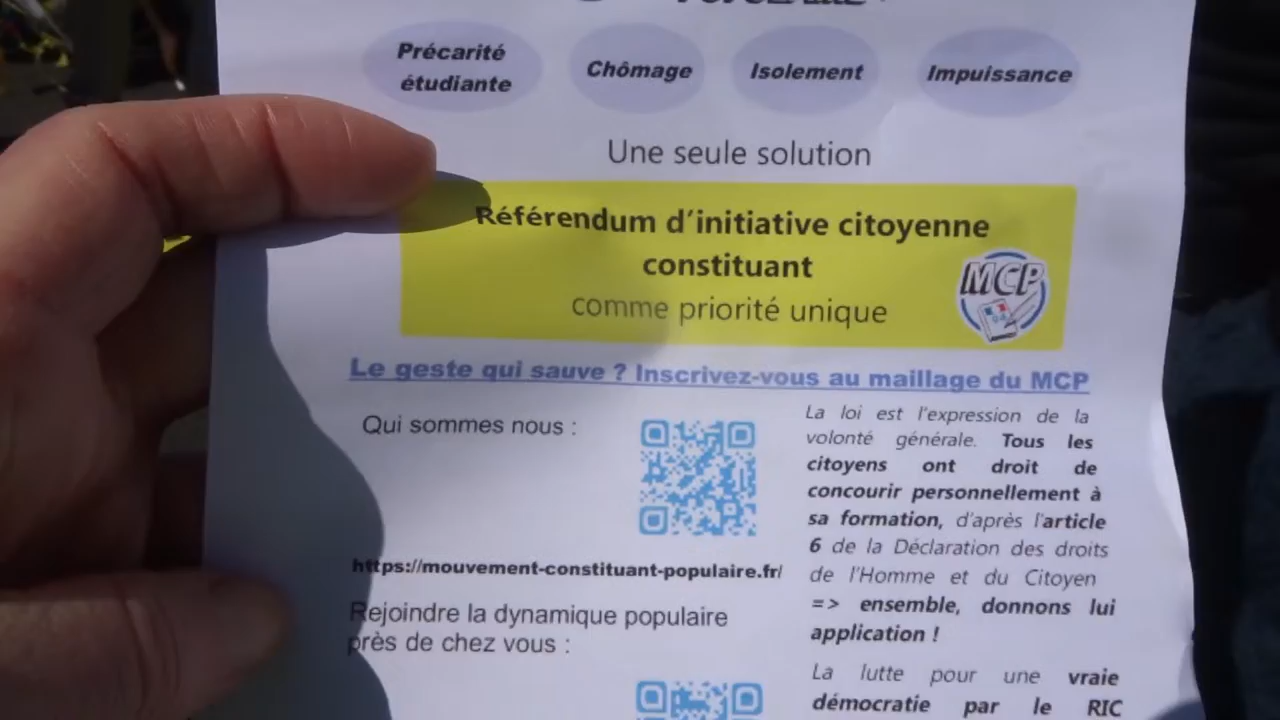 Précarité
étudiante
Chômage
Isolement
Impuissance
Une seule solution
Référendum d'initiative citoyenne
constituant
comme priorité unique
MCP
Le geste qui sauve ? Inscrivez-vous au maillage du MCP
Qui sommes nous :
https://mouvement-constituant-populaire.fr/
Rejoindre la dynamique populaire
près de chez vous :
La loi est l'expression de la
volonté générale. Tous les
citoyens ont droit de
concourir personnellement à
sa formation, d'après l'article
6 de la Déclaration des droits
de l'Homme et du Citoyen
=> ensemble, donnons lui
application !
La lutte pour une vraie
démocratie par le RIC